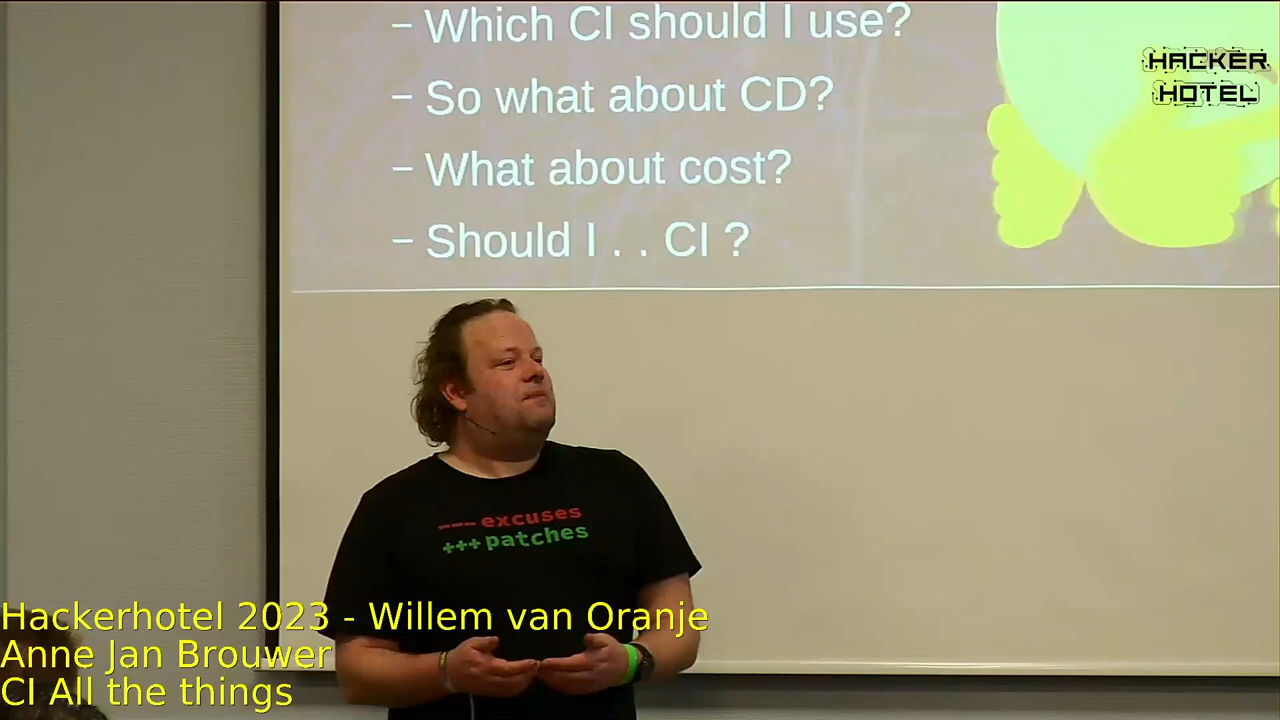 – Which CI should I use?
– So what about CD?
– What about cost?
– Should I . . CI ?
HACKER
HOTEL
--- excuses
+++ patches
Hackerhotel 2023 - Willem van Oranje
Anne Jan Brouwer
CI All the things